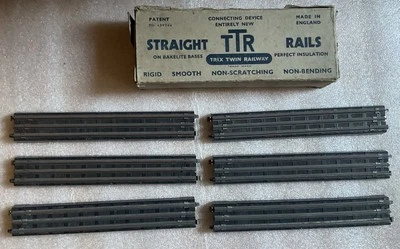 PATENT CONNECTING DEVICE MADE IN
ENTIRELY NEW ENGLAND
STRAIGHT TTR RAILS
ON BAKELITE BASES TRIX TWIN RAILWAY PERFECT INSULATION
RIGID SMOOTH NON-SCRATCHING NON-BENDING